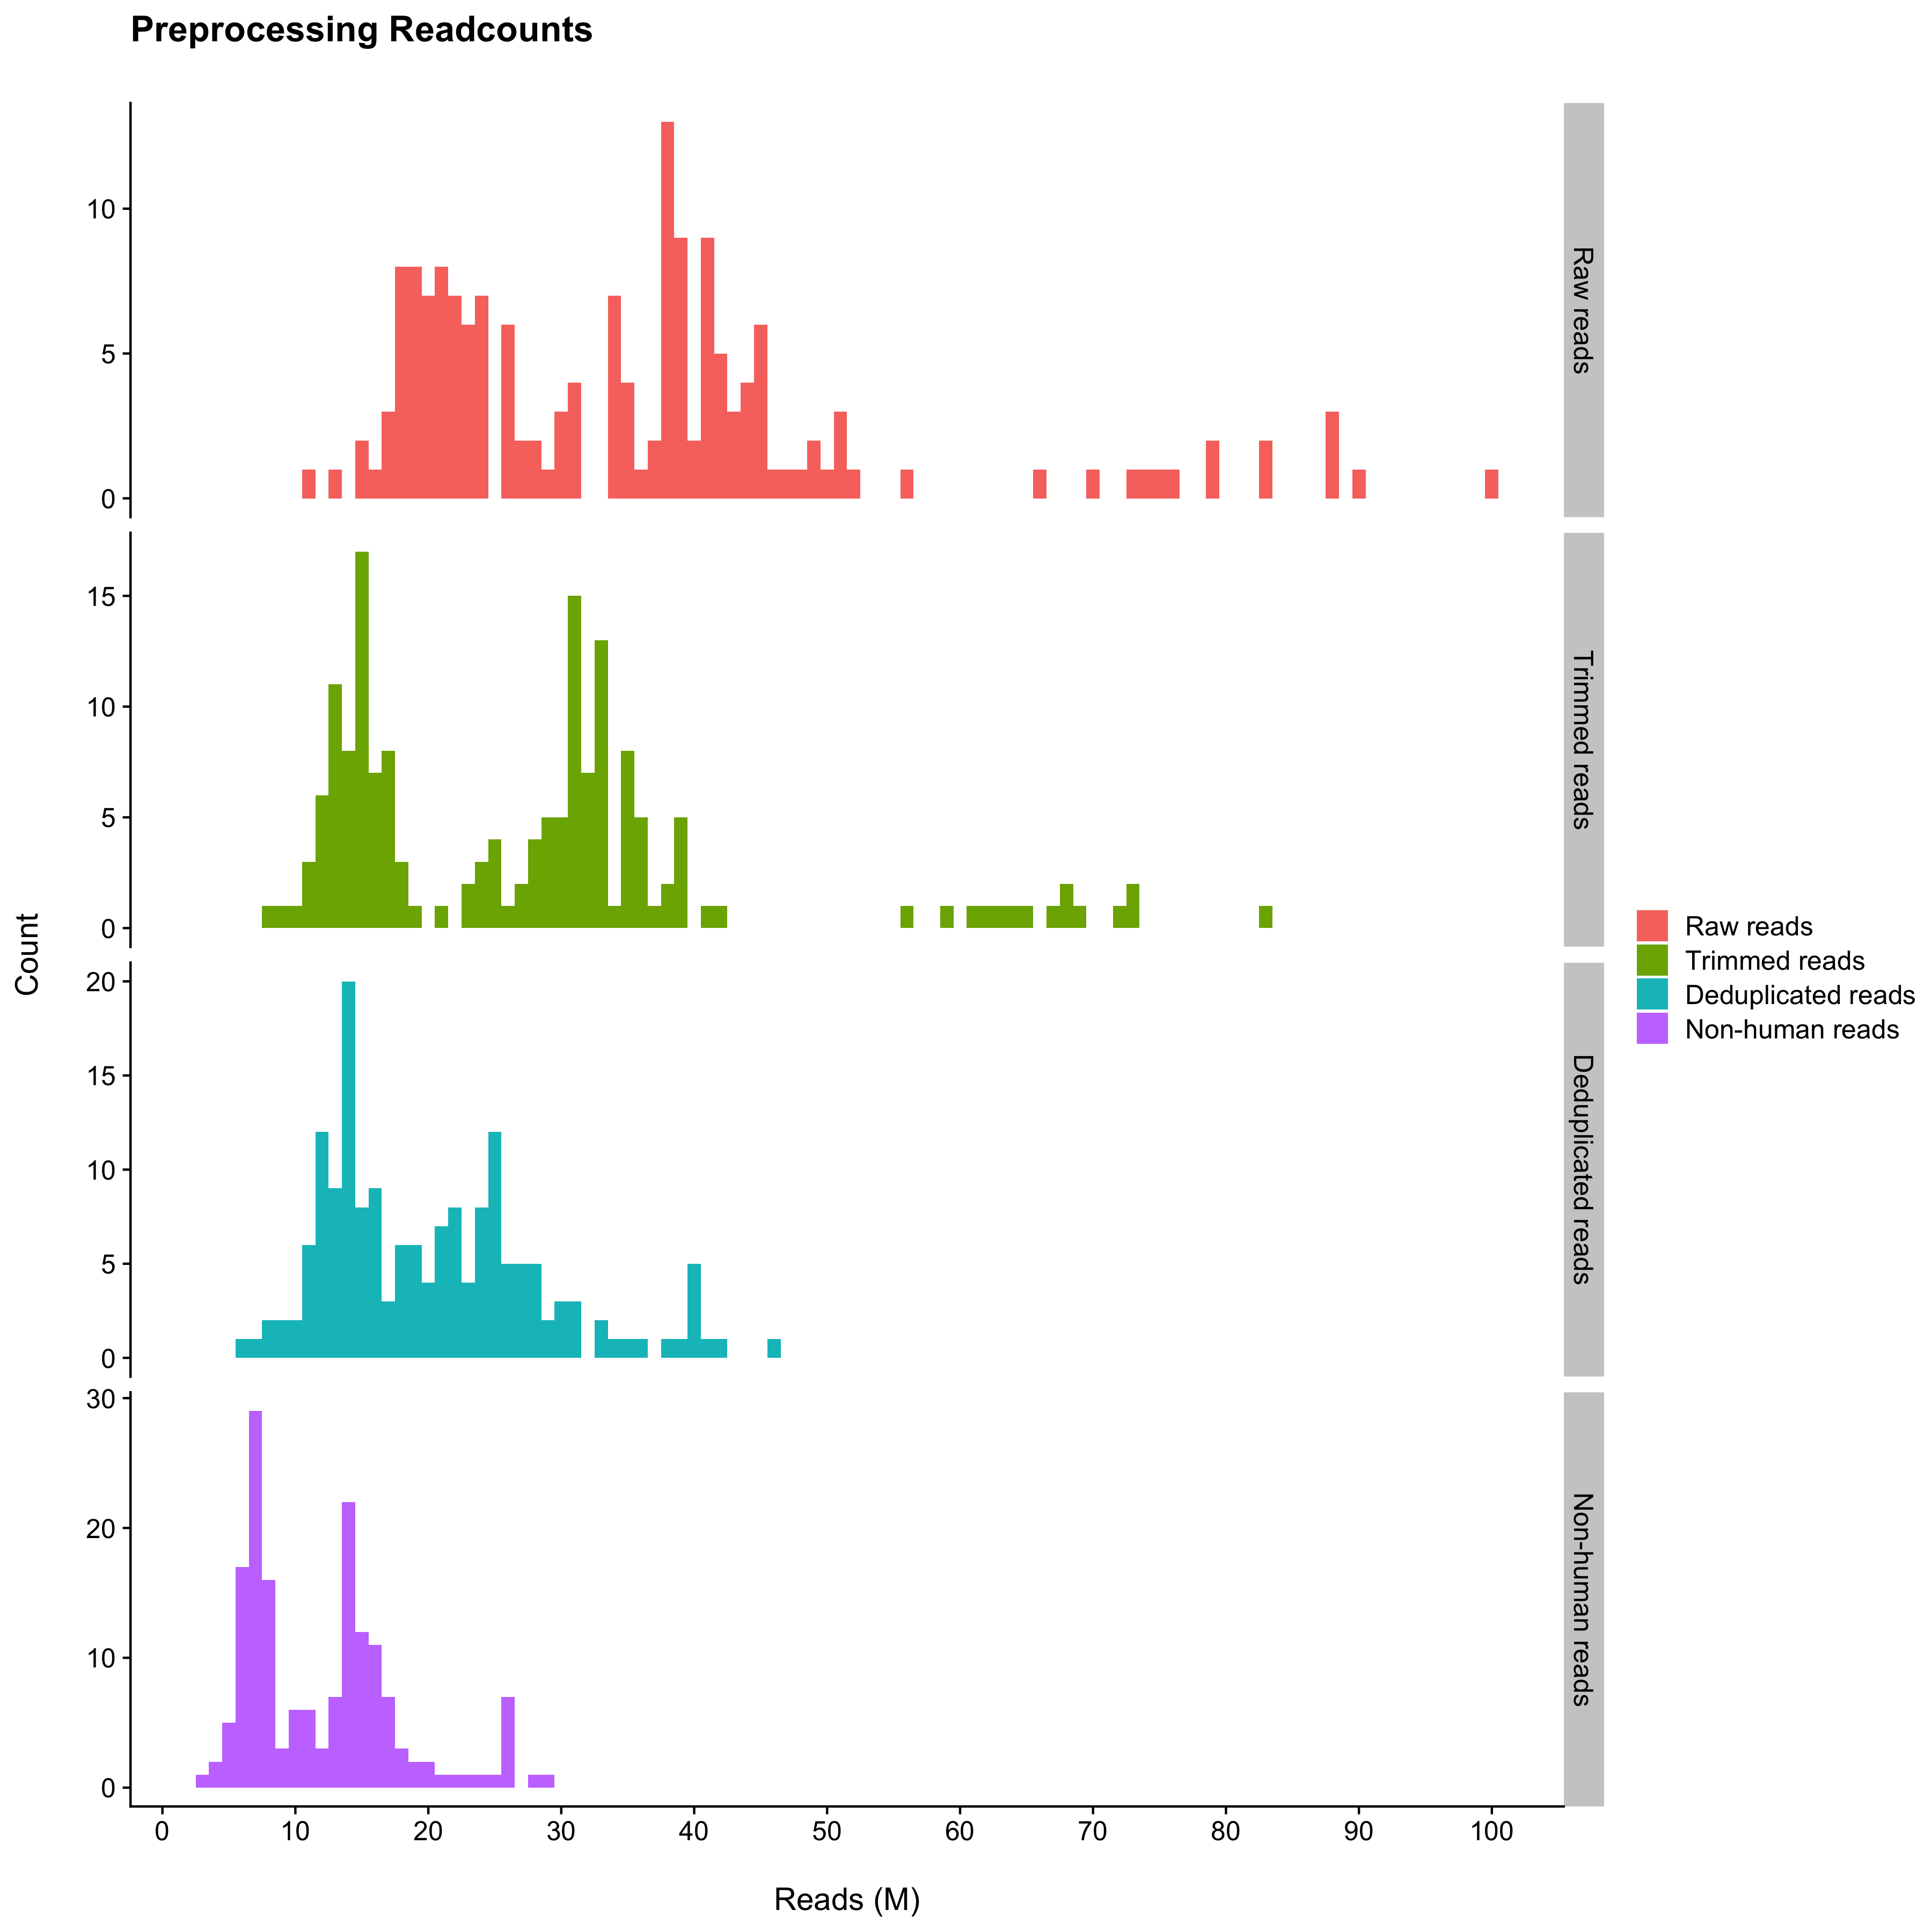 Preprocessing Readcounts
10
5
0
Raw reads
15
10
5
0
Trimmed reads
20
15
10
5
0
Deduplicated reads
30
20
10
0
Non-human reads
Count
0 10 20 30 40 50 60 70 80 90 100
Reads (M)
Raw reads
Trimmed reads
Deduplicated reads
Non-human reads